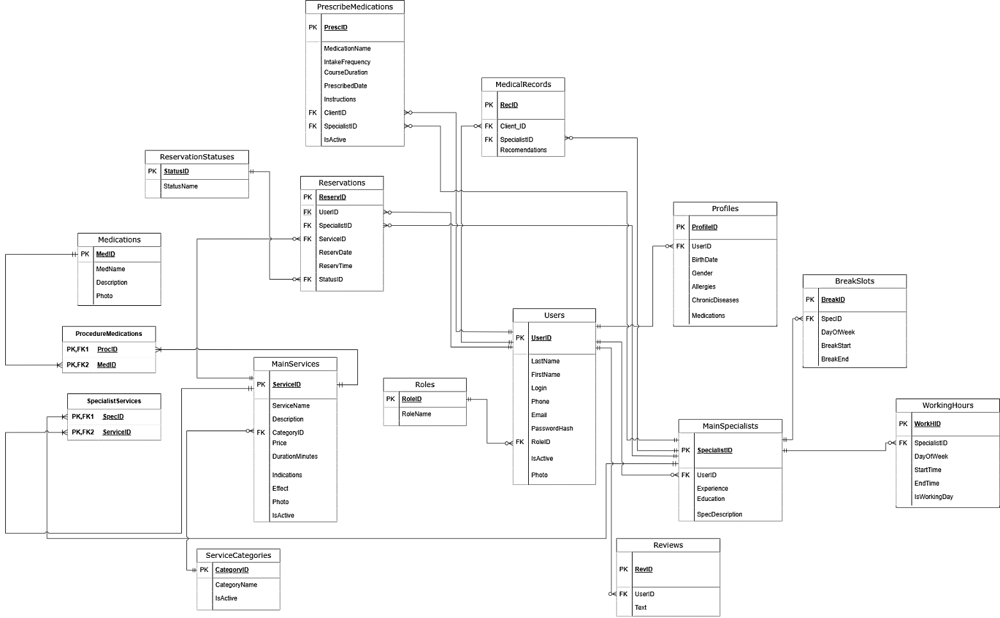 PrescribeMedications
PK PrescID
MedicationName
IntakeFrequency
CourseDuration
PrescribedDate
Instructions
FK ClientID
FK SpecialistID
IsActive
MedicalRecords
PK RecID
FK Client_ID
FK SpecialistID
Recomendations
ReservationStatuses
PK StatusID
StatusName
Reservations
PK ReservID
FK UserID
FK SpecialistID
FK ServiceID
ReservDate
ReservTime
FK StatusID
Profiles
PK ProfileID
FK UserID
BirthDate
Gender
Allergies
ChronicDiseases
Medications
Medications
PK MedID
MedName
Description
Photo
BreakSlots
PK BreakID
FK SpecID
DayOfWeek
BreakStart
BreakEnd
Users
PK UserID
LastName
FirstName
Login
Phone
Email
PasswordHash
FK RoleID
IsActive
Photo
ProcedureMedications
PK,FK1 ProcID
PK,FK2 MedID
MainServices
PK ServiceID
ServiceName
Description
FK CategoryID
Price
DurationMinutes
Indications
Effect
Photo
IsActive
Roles
PK RoleID
RoleName
SpecialistServices
PK,FK1 SpecID
PK,FK2 ServiceID
WorkingHours
PK WorkHID
FK SpecialistID
DayOfWeek
StartTime
EndTime
IsWorkingDay
MainSpecialists
PK SpecialistID
FK UserID
Experience
Education
SpecDescription
ServiceCategories
PK CategoryID
CategoryName
IsActive
Reviews
PK RevID
FK UserID
Text